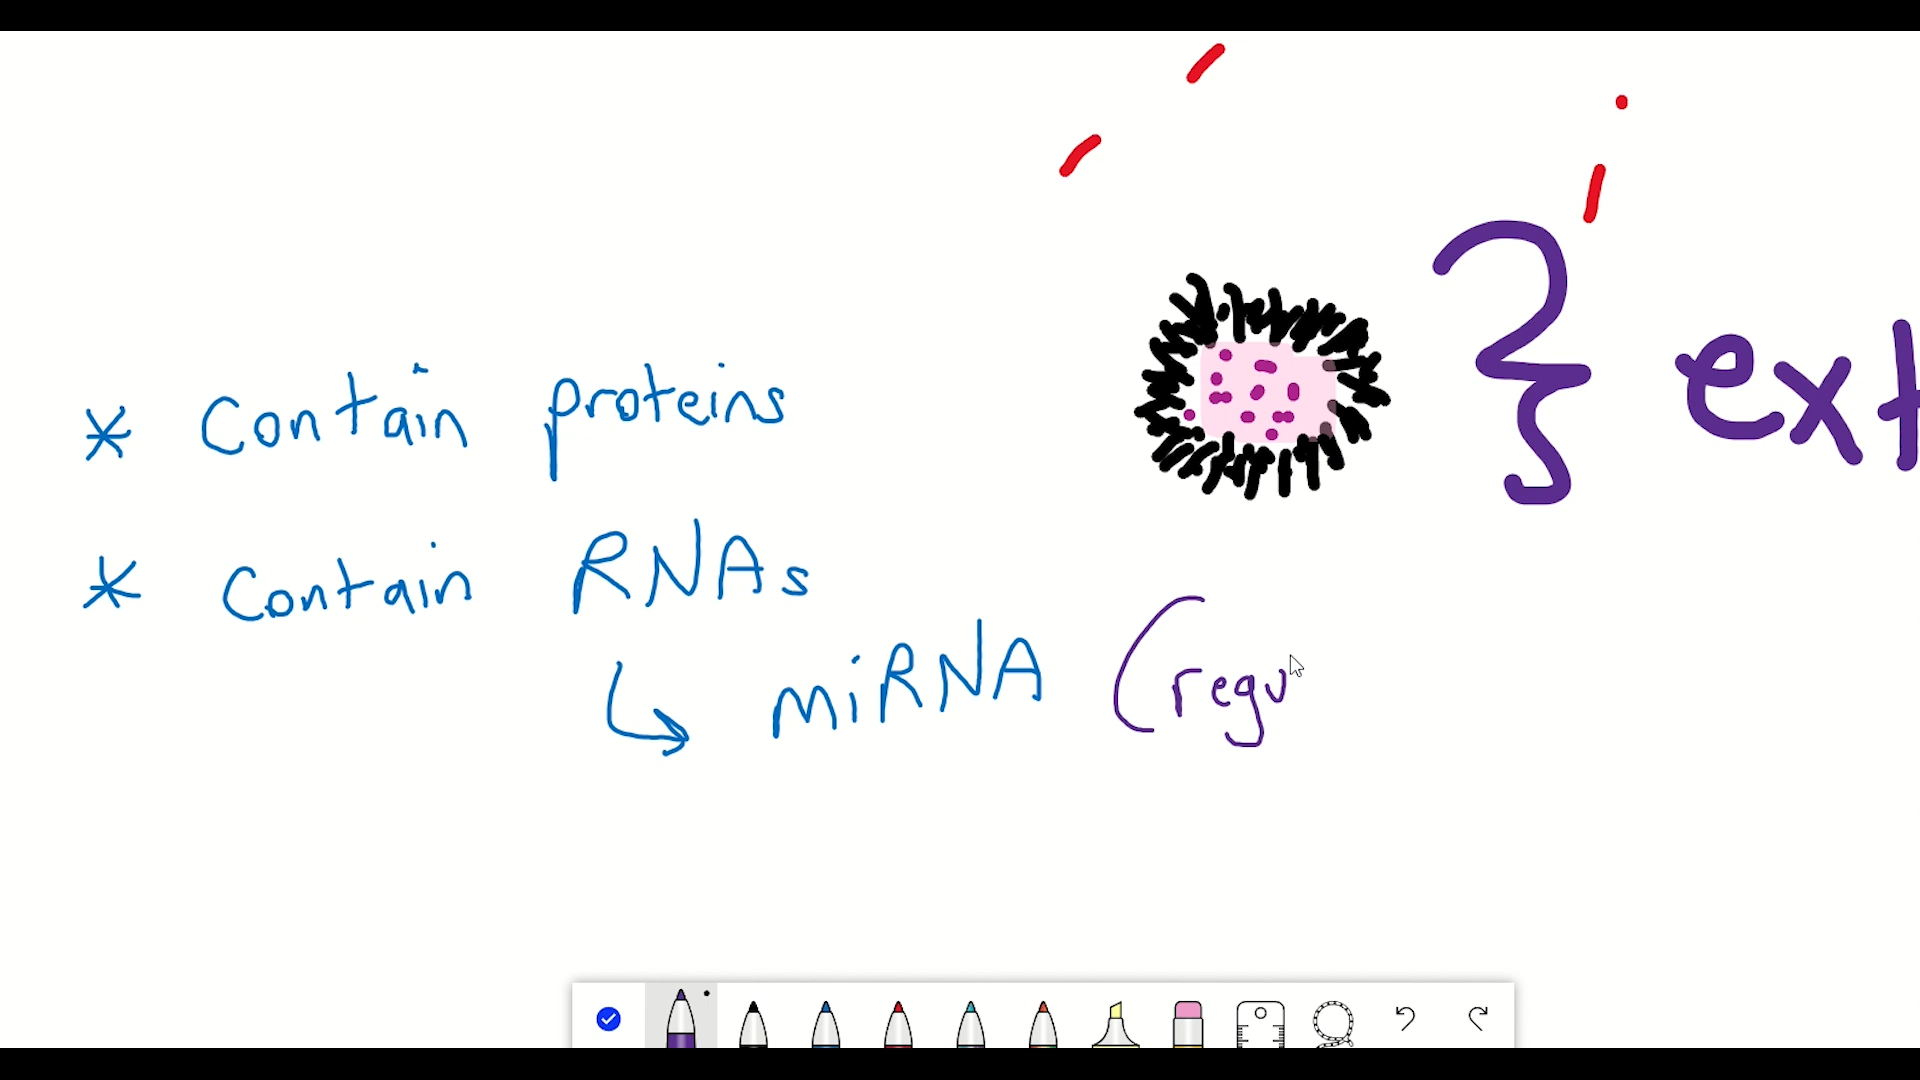 ext
* Contain proteins
* Contain RNAs
↳ miRNA (regu